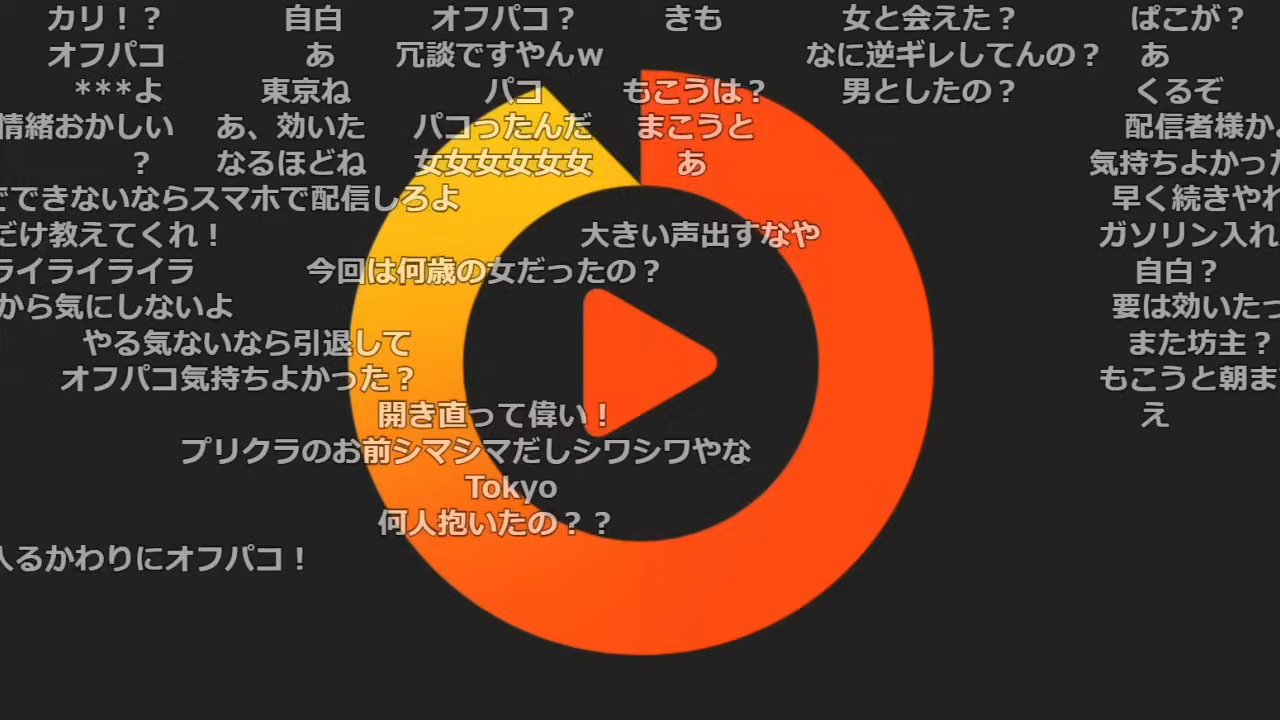 カリ！？ 自白 オフパコ？ きも 女と会えた？ ぱこが？
オフパコ あ 冗談ですやんｗ なに逆ギレしてんの？ あ
***よ 東京ね パコ もこうは？ 男としたの？ くるぞ
情緒おかしい あ、効いた パコったんだ まこうと 配信者様か
？ なるほどね 女女女女女女 あ 気持ちよかった
でできないならスマホで配信しろよ 早く続きやれ
だけ教えてくれ！ 大きい声出すなや ガソリン入れ
ライライライラ 今回は何歳の女だったの？ 自白？
から気にしないよ 要は効いたっ
やる気ないなら引退して また坊主？
オフパコ気持ちよかった？ もこうと朝ま
開き直って偉い！ え
プリクラのお前シマシマだしシワシワやな
Tokyo
何人抱いたの？？
入るかわりにオフパコ！